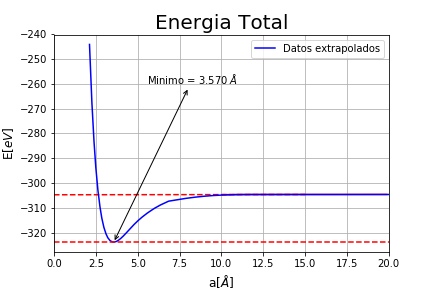 Energia Total
−240
−250
−260
−270
−280
−290
−300
−310
−320
E[eV]
Datos extrapolados
Minimo = 3.570 Å
0.0 2.5 5.0 7.5 10.0 12.5 15.0 17.5 20.0
a[Å]